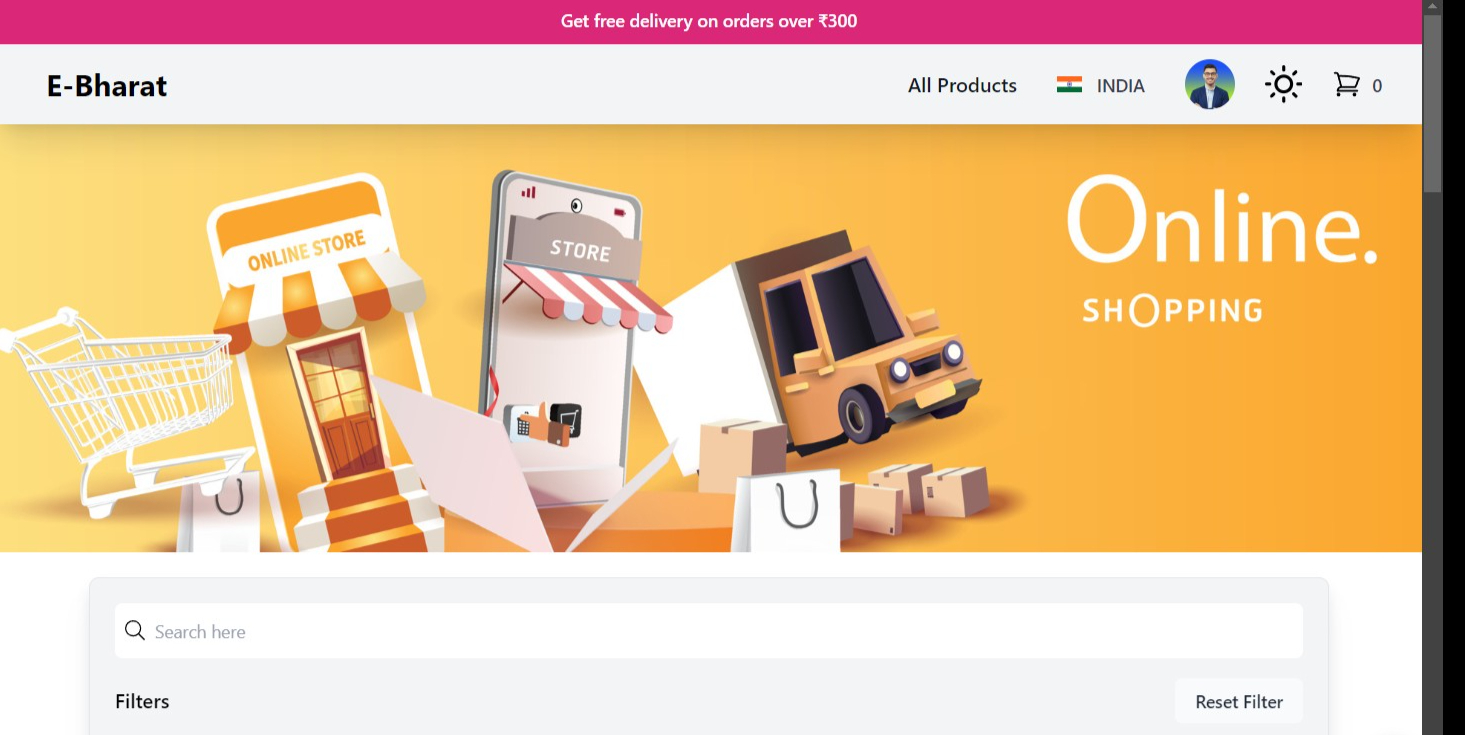 Get free delivery on orders over ₹300
E-Bharat
All Products
INDIA
0
ONLINE STORE
STORE
Online.
SHOPPING
Search here
Filters
Reset Filter